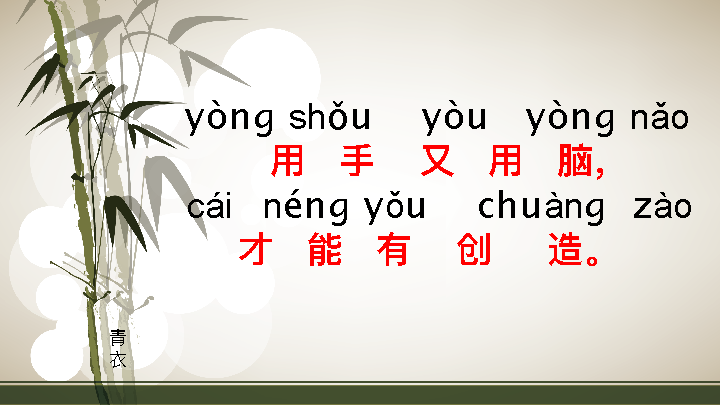 yòng shǒu yòu yòng nǎo
用 手 又 用 脑，
cái néng yǒu chuàng zào
才 能 有 创 造。
青
衣